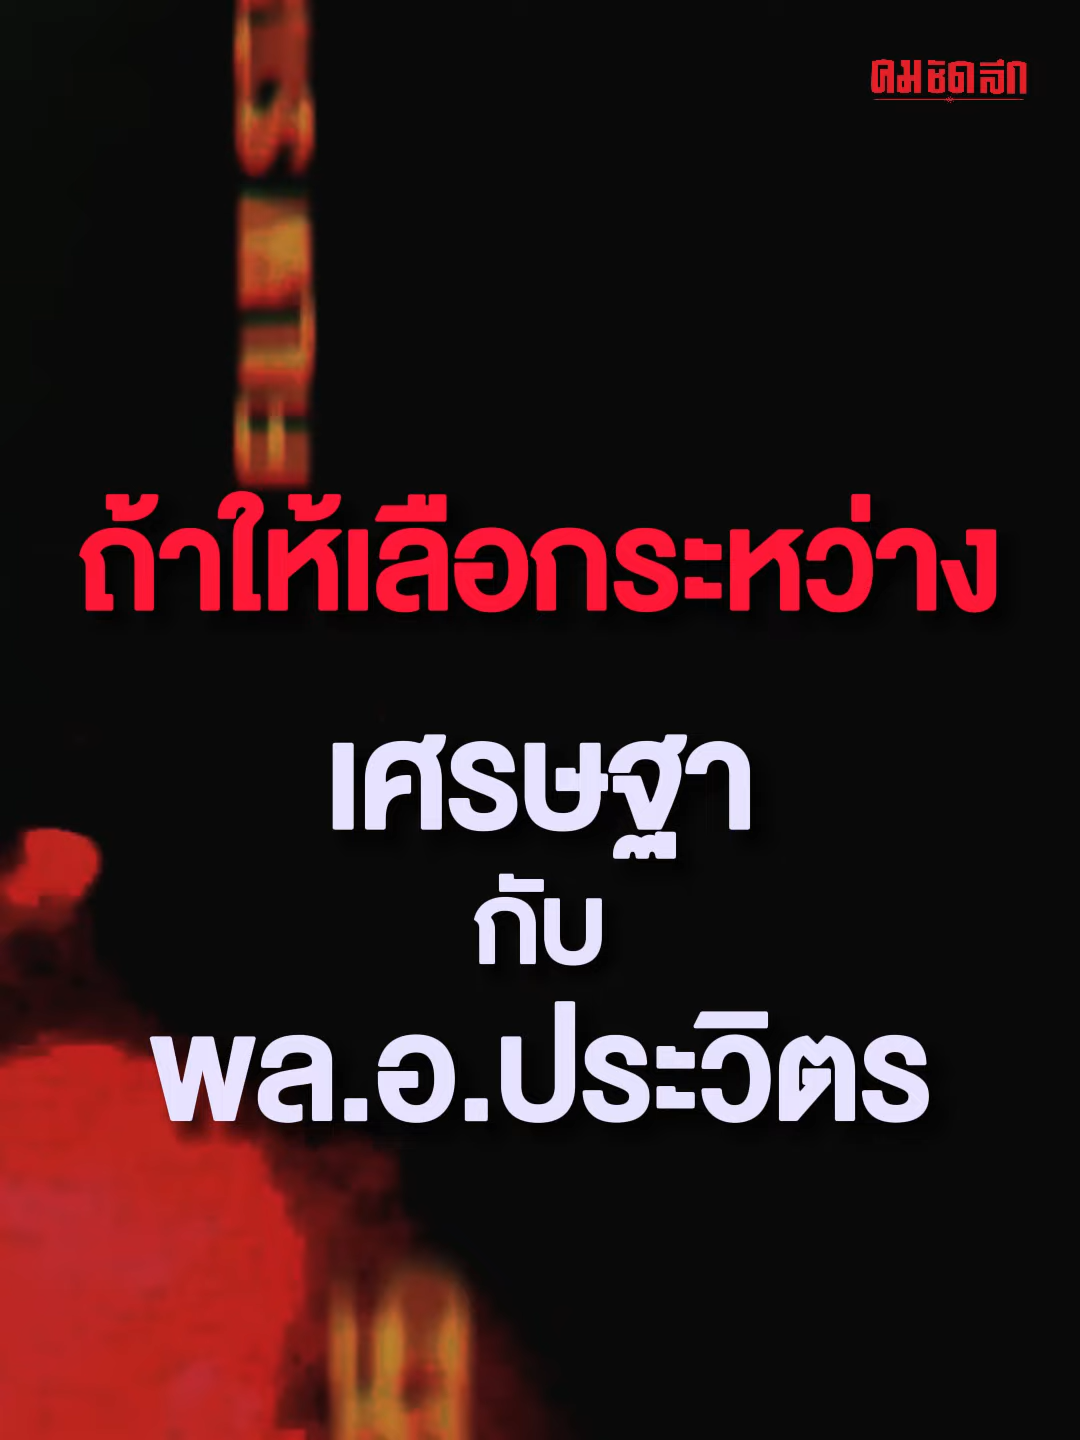 คมชัดลึก
ถ้าให้เลือกระหว่าง
เศรษฐา
กับ
พล.อ.ประวิตร